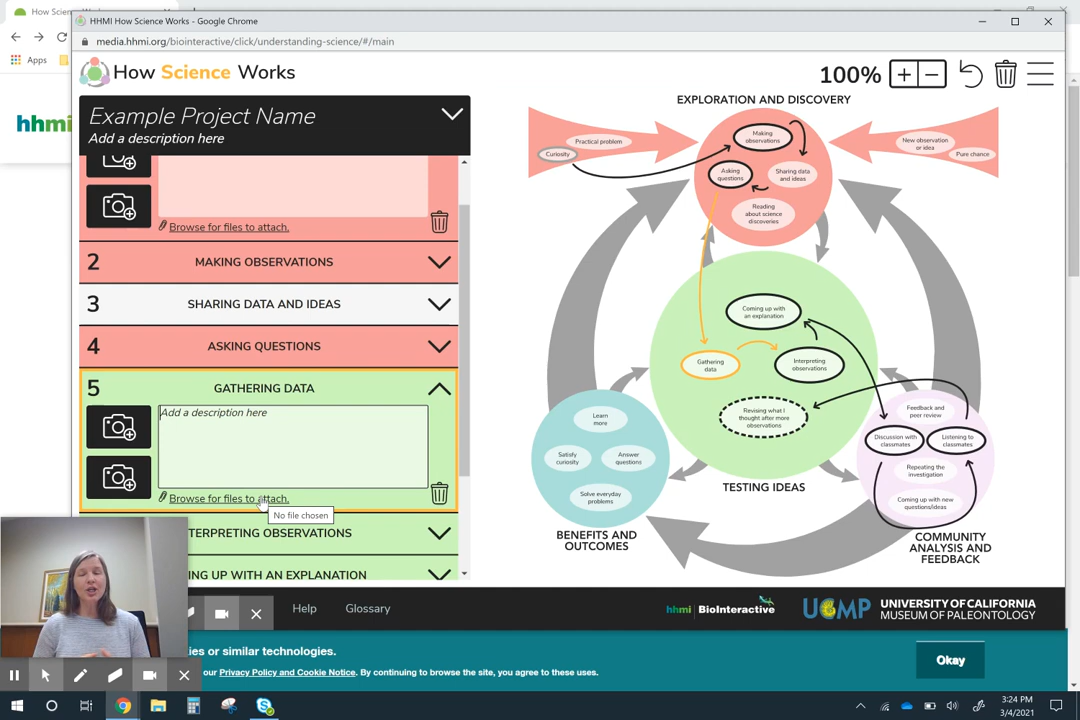 How Scien
HHMI How Science Works - Google Chrome
media.hhmi.org/biointeractive/click/understanding-science/#/main
Apps
How Science Works
100%
hhmi
Example Project Name
Add a description here
Browse for files to attach.
2 MAKING OBSERVATIONS
3 SHARING DATA AND IDEAS
4 ASKING QUESTIONS
5 GATHERING DATA
Add a description here
Browse for files to attach.
No file chosen
TERPRETING OBSERVATIONS
ING UP WITH AN EXPLANATION
EXPLORATION AND DISCOVERY
Practical problem
Curiosity
Making
observations
New observation
or idea
Pure chance
Asking
questions
Sharing data
and ideas
Reading
about science
discoveries
Coming up with
an explanation
Gathering
data
Interpreting
observations
Revising what I
thought after more
observations
TESTING IDEAS
Learn
more
Satisfy
curiosity
Answer
questions
Solve everyday
problems
BENEFITS AND
OUTCOMES
Feedback and
peer review
Discussion with
classmates
Listening to
classmates
Repeating the
investigation
Coming up with new
questions/ideas
COMMUNITY
ANALYSIS AND
FEEDBACK
Help
Glossary
hhmi BioInteractive
UCMP
UNIVERSITY OF CALIFORNIA
MUSEUM OF PALEONTOLOGY
ies or similar technologies.
our Privacy Policy and Cookie Notice. By continuing to browse the site, you agree to these uses.
Okay
3:24 PM
3/4/2021